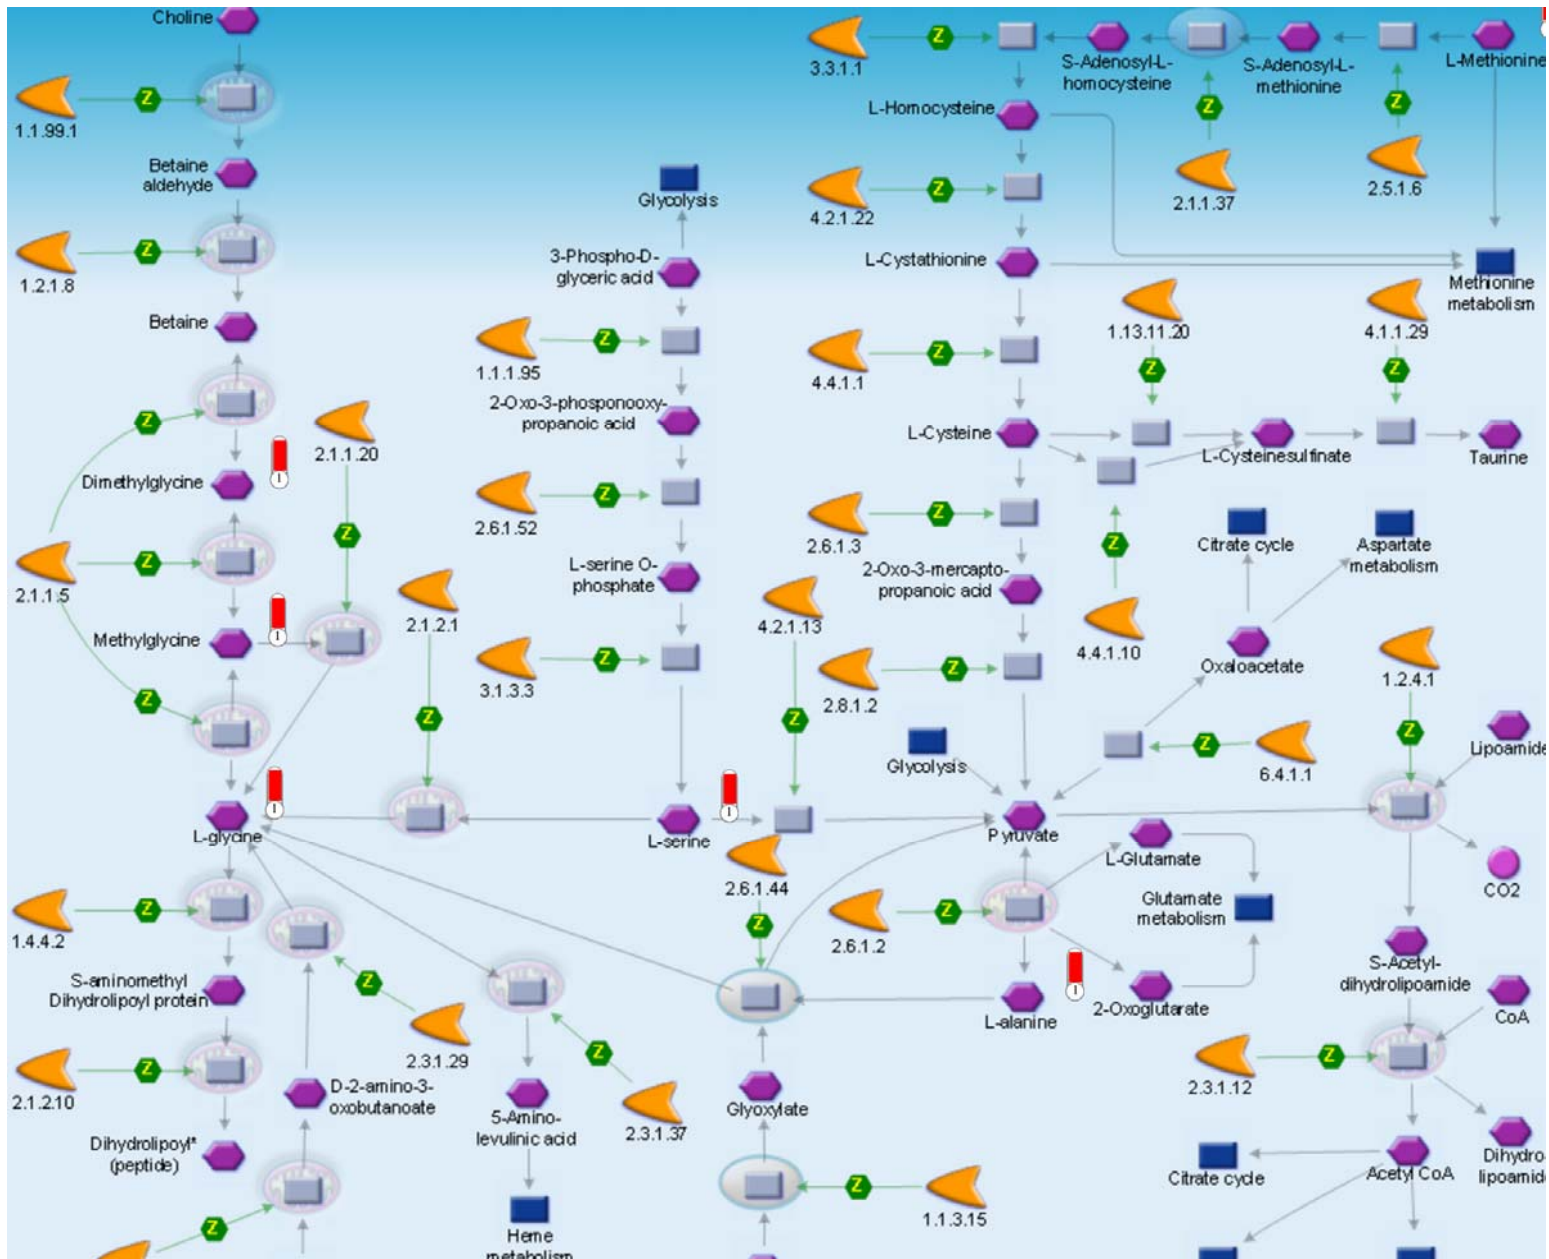 Choline
1.1.99.1
Z
Betaine
aldehyde
1.2.1.8
Z
Betaine
Z
2.1.1.20
Dimethylglycine
1
Z
2.1.1.5
Z
Methylglycine
1
Z
L-glycine
1
1.4.4.2
Z
S-aminomethyl
Dihydrolipoyl protein
2.1.2.10
Z
Dihydrolipoyl*
(peptide)
Z
2.3.1.29
Z
D-2-amino-3-
oxobutanoate
2.1.2.1
Z
Glycolysis
3-Phospho-D-
glyceric acid
1.1.1.95
Z
2-Oxo-3-phosponooxy-
propanoic acid
2.6.1.52
Z
L-serine O-
phosphate
3.1.3.3
Z
L-serine
1
4.2.1.13
Z
2.6.1.44
Z
Z
2.3.1.37
5-Amino-
levulinic acid
Heme
metabolism
Glyoxylate
Z
1.1.3.15
3.3.1.1
Z
S-Adenosyl-L-
homocysteine
S-Adenosyl-L-
methionine
L-Methionine
Z
2.1.1.37
Z
2.5.1.6
L-Homocysteine
4.2.1.22
Z
L-Cystathionine
Methionine
metabolism
4.4.1.1
Z
1.13.11.20
Z
4.1.1.29
Z
L-Cysteine
L-Cysteinesulfinate
Taurine
2.6.1.3
Z
Z
4.4.1.10
2-Oxo-3-mercapto-
propanoic acid
2.8.1.2
Z
Citrate cycle
Aspartate
metabolism
Oxaloacetate
1.2.4.1
Z
Glycolysis
Z
6.4.1.1
Lipoamide
Pyruvate
L-Glutamate
CO2
2.6.1.2
Z
Glutamate
metabolism
L-alanine
1
2-Oxoglutarate
S-Acetyl-
dihydrolipoamide
CoA
2.3.1.12
Z
Citrate cycle
Acetyl CoA
Dihydro-
lipoamide